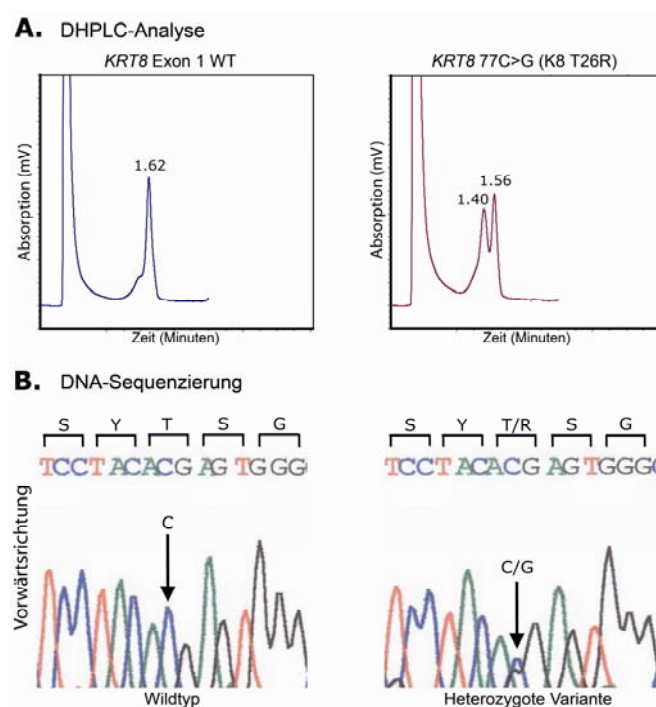 A. DHPLC-Analyse
KRT8 Exon 1 WT
KRT8 77C>G (K8 T26R)
Absorption (mV)
1.62
Zeit (Minuten)
Absorption (mV)
1.40
1.56
Zeit (Minuten)
B. DNA-Sequenzierung
S Y T S G
TCCTACACGAGTGGG
S Y T/R S G
TCCTACACGAGTGGG
Vorwärtsrichtung
C
C/G
Wildtyp
Heterozygote Variante